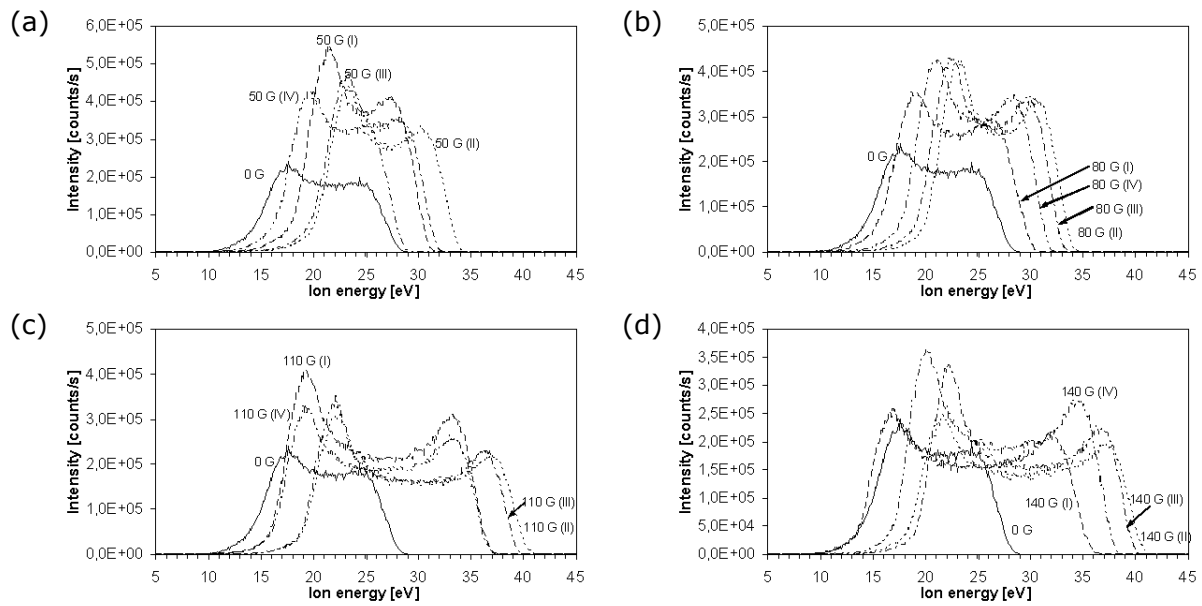 (a)
Intensity [counts/s]
6,0E+05
5,0E+05
4,0E+05
3,0E+05
2,0E+05
1,0E+05
0,0E+00
50 G (I)
50 G (III)
50 G (IV)
50 G (II)
0 G
5 10 15 20 25 30 35 40 45
Ion energy [eV]
(b)
Intensity [counts/s]
5,0E+05
4,0E+05
3,0E+05
2,0E+05
1,0E+05
0,0E+00
0 G
80 G (I)
80 G (IV)
80 G (III)
80 G (II)
5 10 15 20 25 30 35 40 45
Ion energy [eV]
(c)
Intensity [counts/s]
5,0E+05
4,0E+05
3,0E+05
2,0E+05
1,0E+05
0,0E+00
110 G (I)
110 G (IV)
0 G
110 G (III)
110 G (II)
5 10 15 20 25 30 35 40 45
Ion energy [eV]
(d)
Intensity [counts/s]
4,0E+05
3,5E+05
3,0E+05
2,5E+05
2,0E+05
1,5E+05
1,0E+05
5,0E+04
0,0E+00
140 G (IV)
140 G (I)
140 G (III)
0 G
140 G (II)
5 10 15 20 25 30 35 40 45
Ion energy [eV]